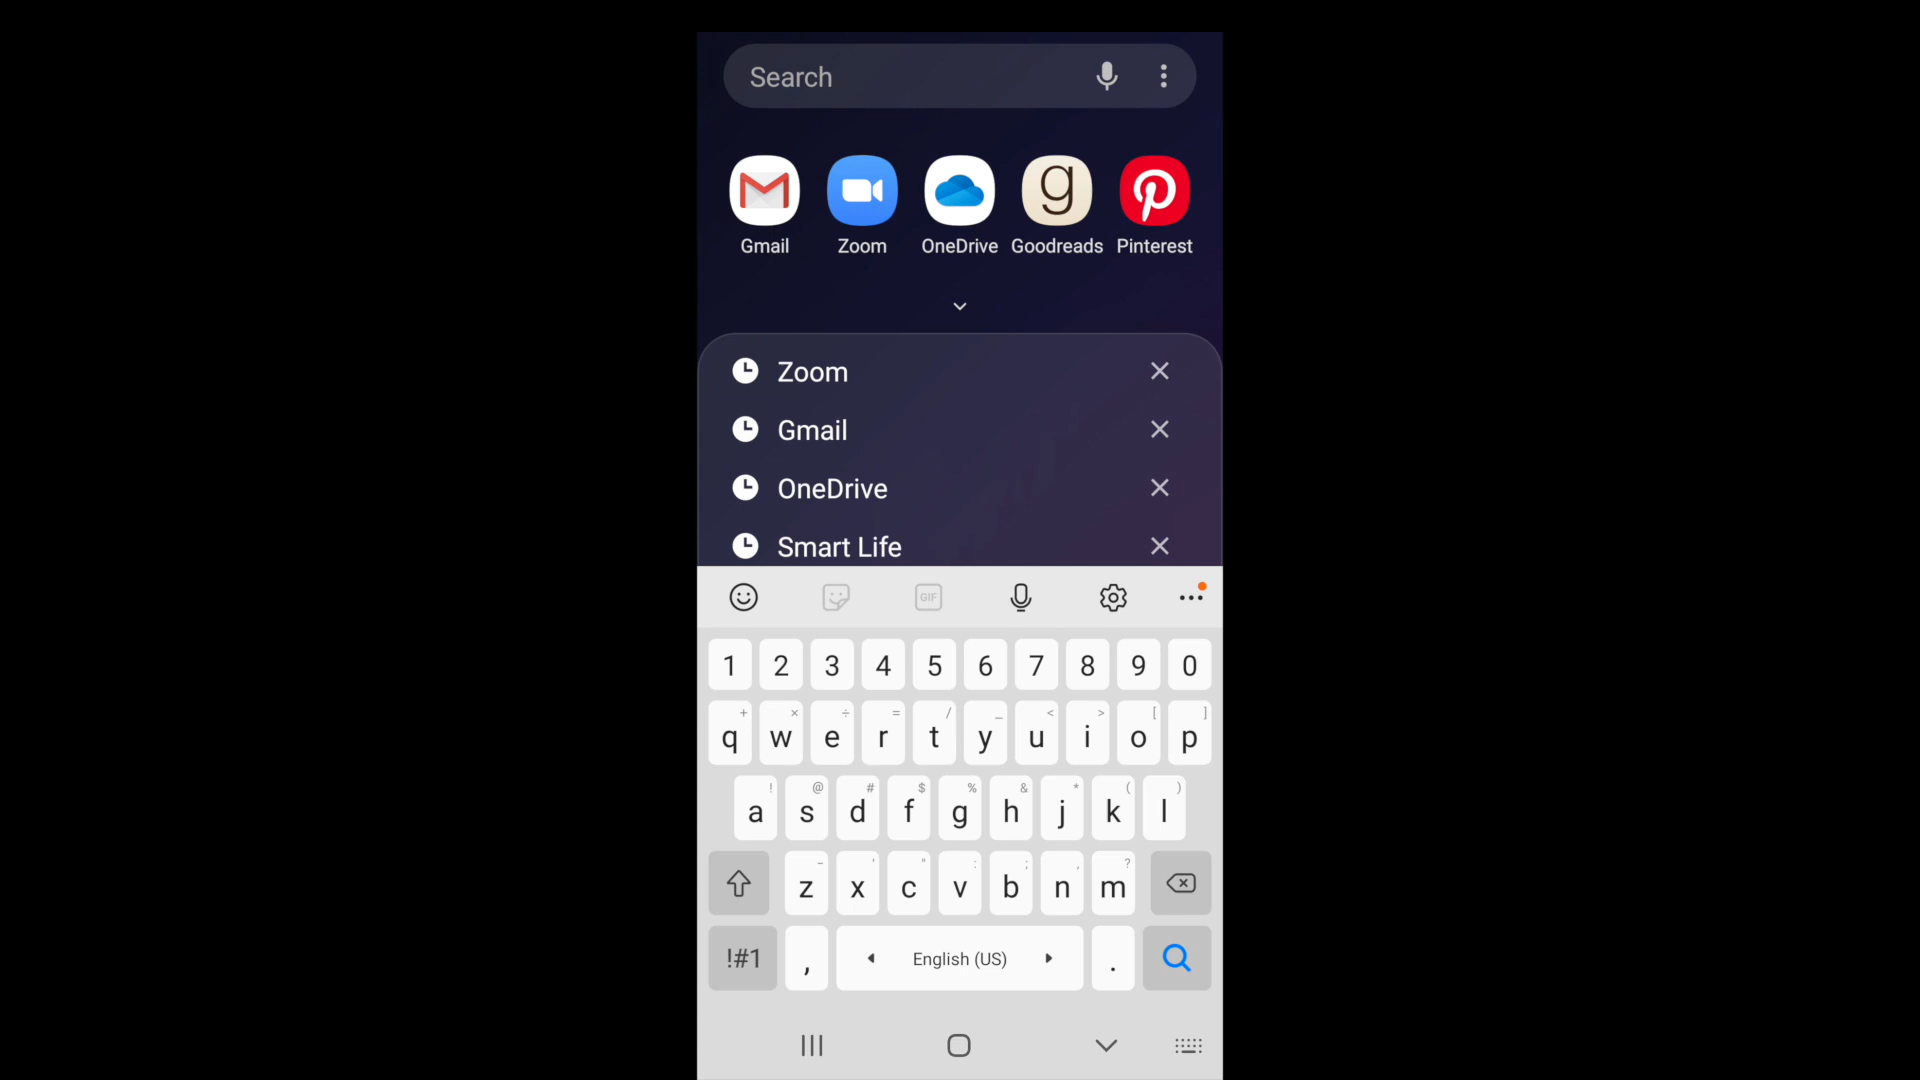 Search
Gmail Zoom OneDrive Goodreads Pinterest
Zoom
Gmail
OneDrive
Smart Life
GIF
1 2 3 4 5 6 7 8 9 0
+ × ÷ = / _ < > [ ]
q w e r t y u i o p
! @ # $ % & * ( )
a s d f g h j k l
- ' " : ; , ?
z x c v b n m
!#1 , English (US) .